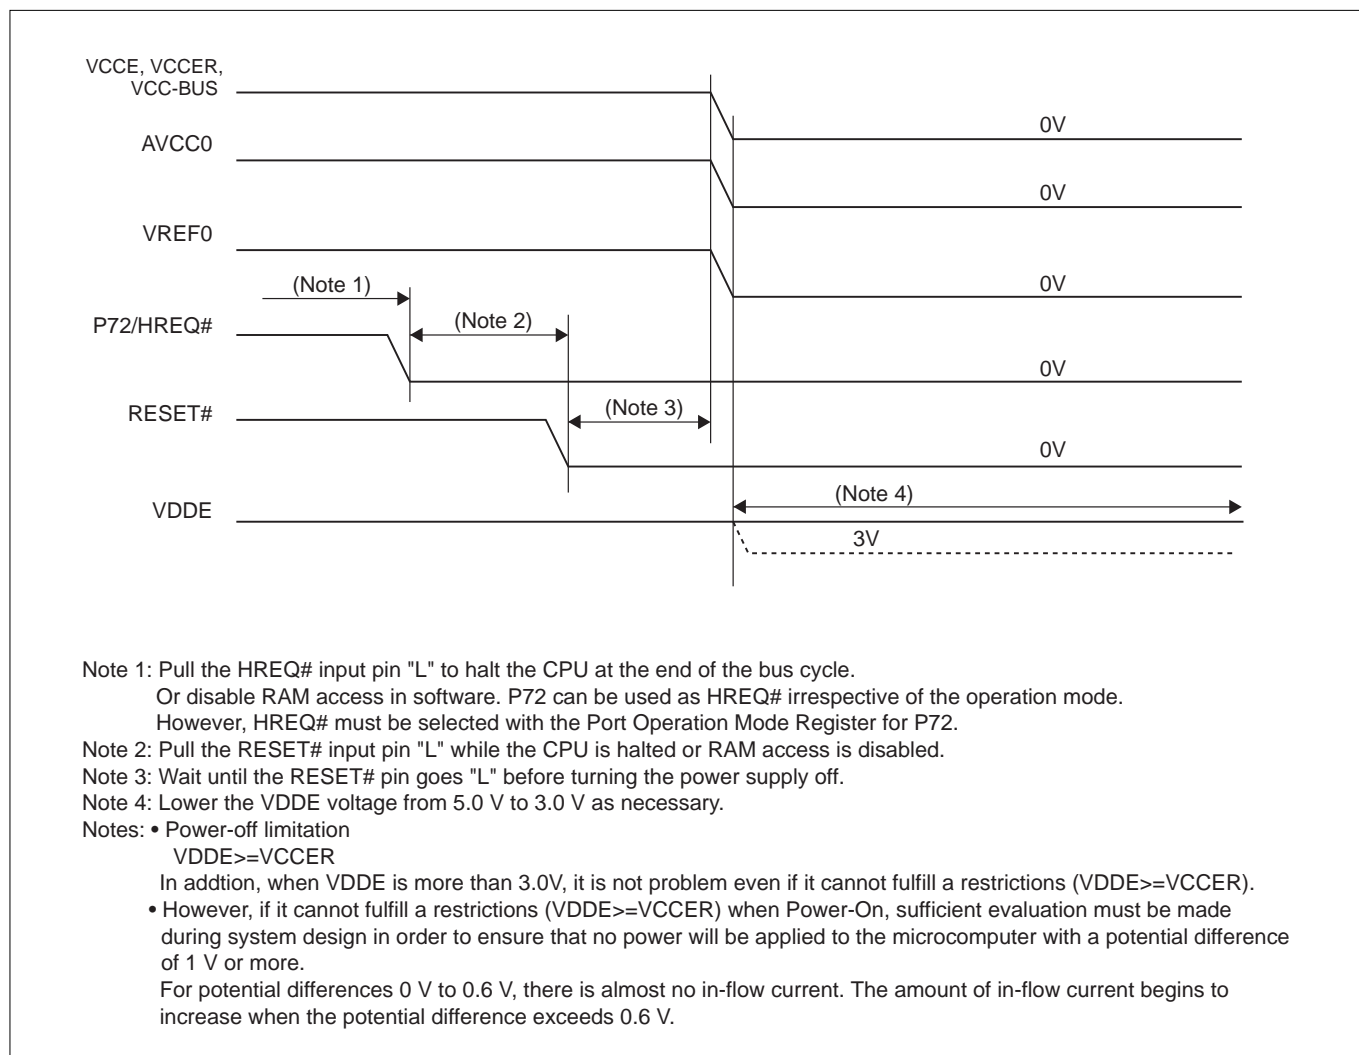 VCCE, VCCER,
VCC-BUS
0V
AVCC0
0V
VREF0
0V
(Note 1)
P72/HREQ#
(Note 2)
0V
RESET#
(Note 3)
0V
VDDE
(Note 4)
3V
Note 1: Pull the HREQ# input pin "L" to halt the CPU at the end of the bus cycle.
Or disable RAM access in software. P72 can be used as HREQ# irrespective of the operation mode.
However, HREQ# must be selected with the Port Operation Mode Register for P72.
Note 2: Pull the RESET# input pin "L" while the CPU is halted or RAM access is disabled.
Note 3: Wait until the RESET# pin goes "L" before turning the power supply off.
Note 4: Lower the VDDE voltage from 5.0 V to 3.0 V as necessary.
Notes: • Power-off limitation
VDDE>=VCCER
In addtion, when VDDE is more than 3.0V, it is not problem even if it cannot fulfill a restrictions (VDDE>=VCCER).
• However, if it cannot fulfill a restrictions (VDDE>=VCCER) when Power-On, sufficient evaluation must be made
during system design in order to ensure that no power will be applied to the microcomputer with a potential difference
of 1 V or more.
For potential differences 0 V to 0.6 V, there is almost no in-flow current. The amount of in-flow current begins to
increase when the potential difference exceeds 0.6 V.